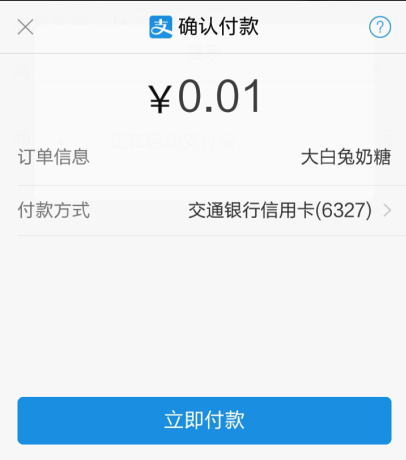 支 确认付款
¥0.01
订单信息 大白兔奶糖
付款方式 交通银行信用卡(6327)
立即付款